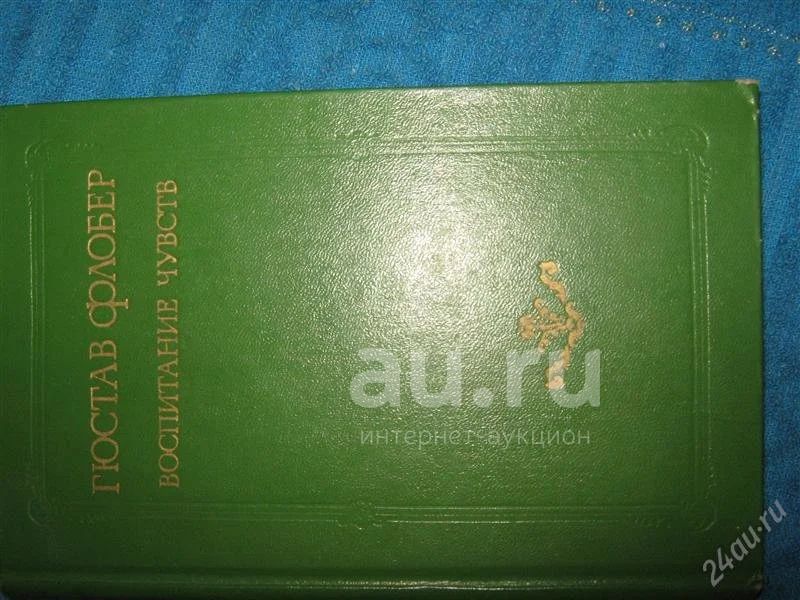 ГЮСТАВ ФЛОБЕР
ВОСПИТАНИЕ ЧУВСТВ
au.ru
интернет-аукцион
24au.ru